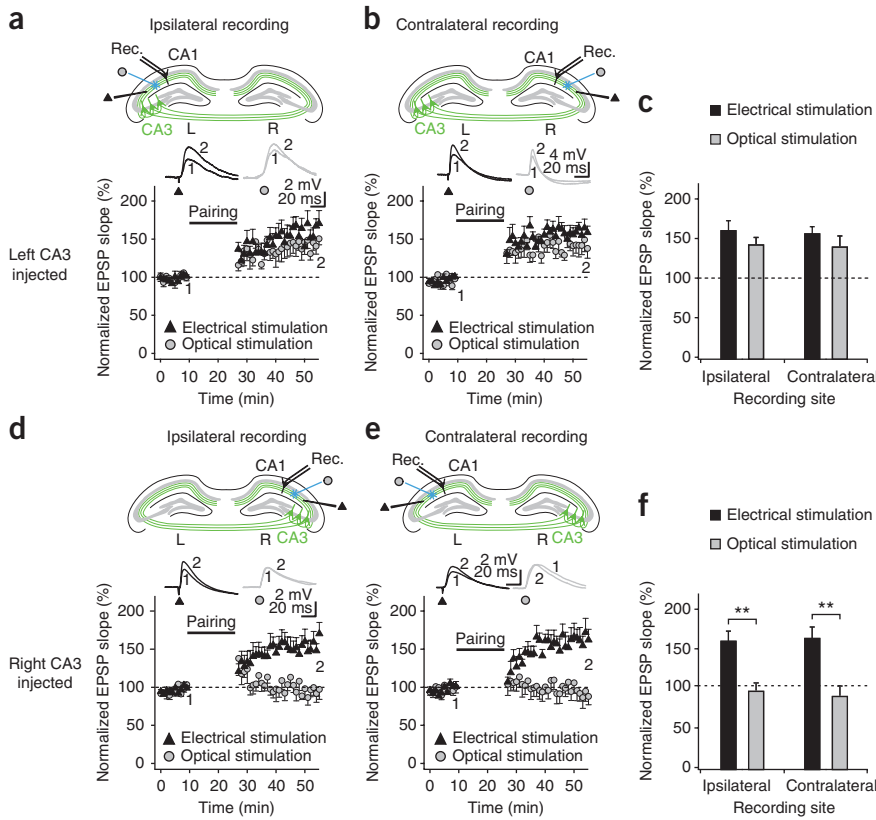 a
Ipsilateral recording
Rec.
CA1
CA3
L
R
2
1
2
1
2 mV
20 ms
Pairing
Left CA3
injected
Normalized EPSP slope (%)
200
150
100
50
0
1
2
Electrical stimulation
Optical stimulation
0 10 20 30 40 50
Time (min)
b
Contralateral recording
CA1
Rec.
CA3
L
R
2
1
2
1
4 mV
20 ms
Pairing
Normalized EPSP slope (%)
200
150
100
50
0
1
2
Electrical stimulation
Optical stimulation
0 10 20 30 40 50
Time (min)
c
Electrical stimulation
Optical stimulation
Normalized EPSP slope (%)
200
150
100
50
0
Ipsilateral Contralateral
Recording site
d
Ipsilateral recording
Rec.
CA1
L
R
CA3
2
1
2
1
2 mV
20 ms
Pairing
Right CA3
injected
Normalized EPSP slope (%)
200
150
100
50
0
1
2
Electrical stimulation
Optical stimulation
0 10 20 30 40 50
Time (min)
e
Contralateral recording
Rec.
CA1
L
R
CA3
2
1
2 mV
20 ms
1
2
Pairing
Normalized EPSP slope (%)
200
150
100
50
0
1
2
Electrical stimulation
Optical stimulation
0 10 20 30 40 50
Time (min)
f
Electrical stimulation
Optical stimulation
Normalized EPSP slope (%)
200
150
100
50
0
**
**
Ipsilateral Contralateral
Recording site